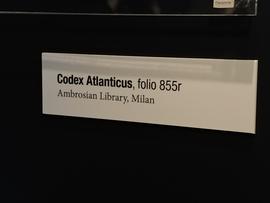 Codex Atlanticus, folio 855r
Ambrosian Library, Milan